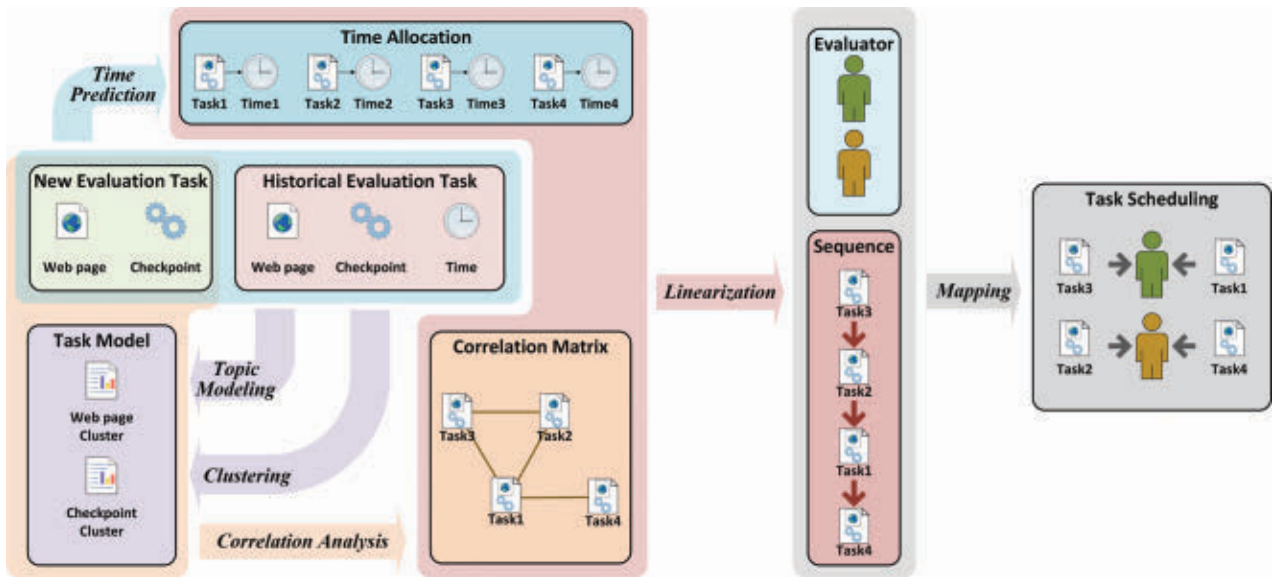 Time Allocation
Task1 Time1 Task2 Time2 Task3 Time3 Task4 Time4
Time
Prediction
New Evaluation Task
Web page Checkpoint
Historical Evaluation Task
Web page Checkpoint Time
Task Model
Web page
Cluster
Checkpoint
Cluster
Topic
Modeling
Clustering
Correlation Analysis
Correlation Matrix
Task3 Task2
Task1 Task4
Linearization
Evaluator
Sequence
Task3
Task2
Task1
Task4
Mapping
Task Scheduling
Task3 Task1
Task2 Task4